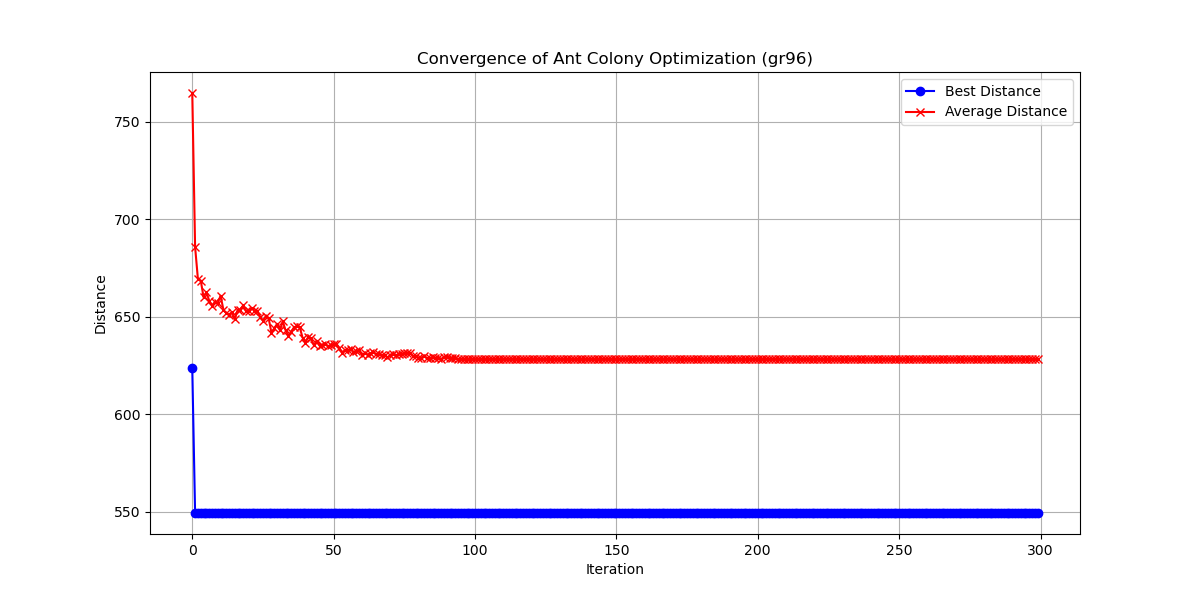 Convergence of Ant Colony Optimization (gr96)
Best Distance
Average Distance
750
700
650
600
550
Distance
0 50 100 150 200 250 300
Iteration